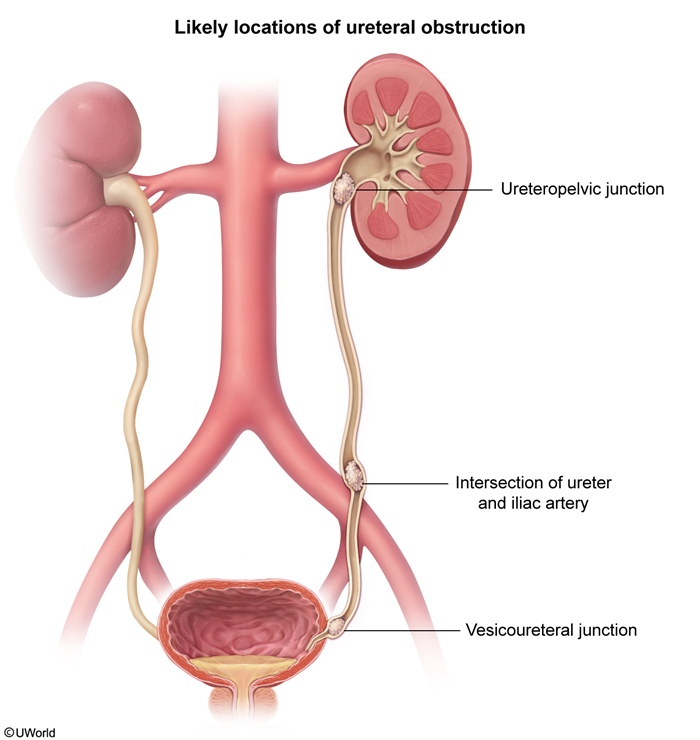 Likely locations of ureteral obstruction
Ureteropelvic junction
Intersection of ureter
and iliac artery
Vesicoureteral junction
©UWorld